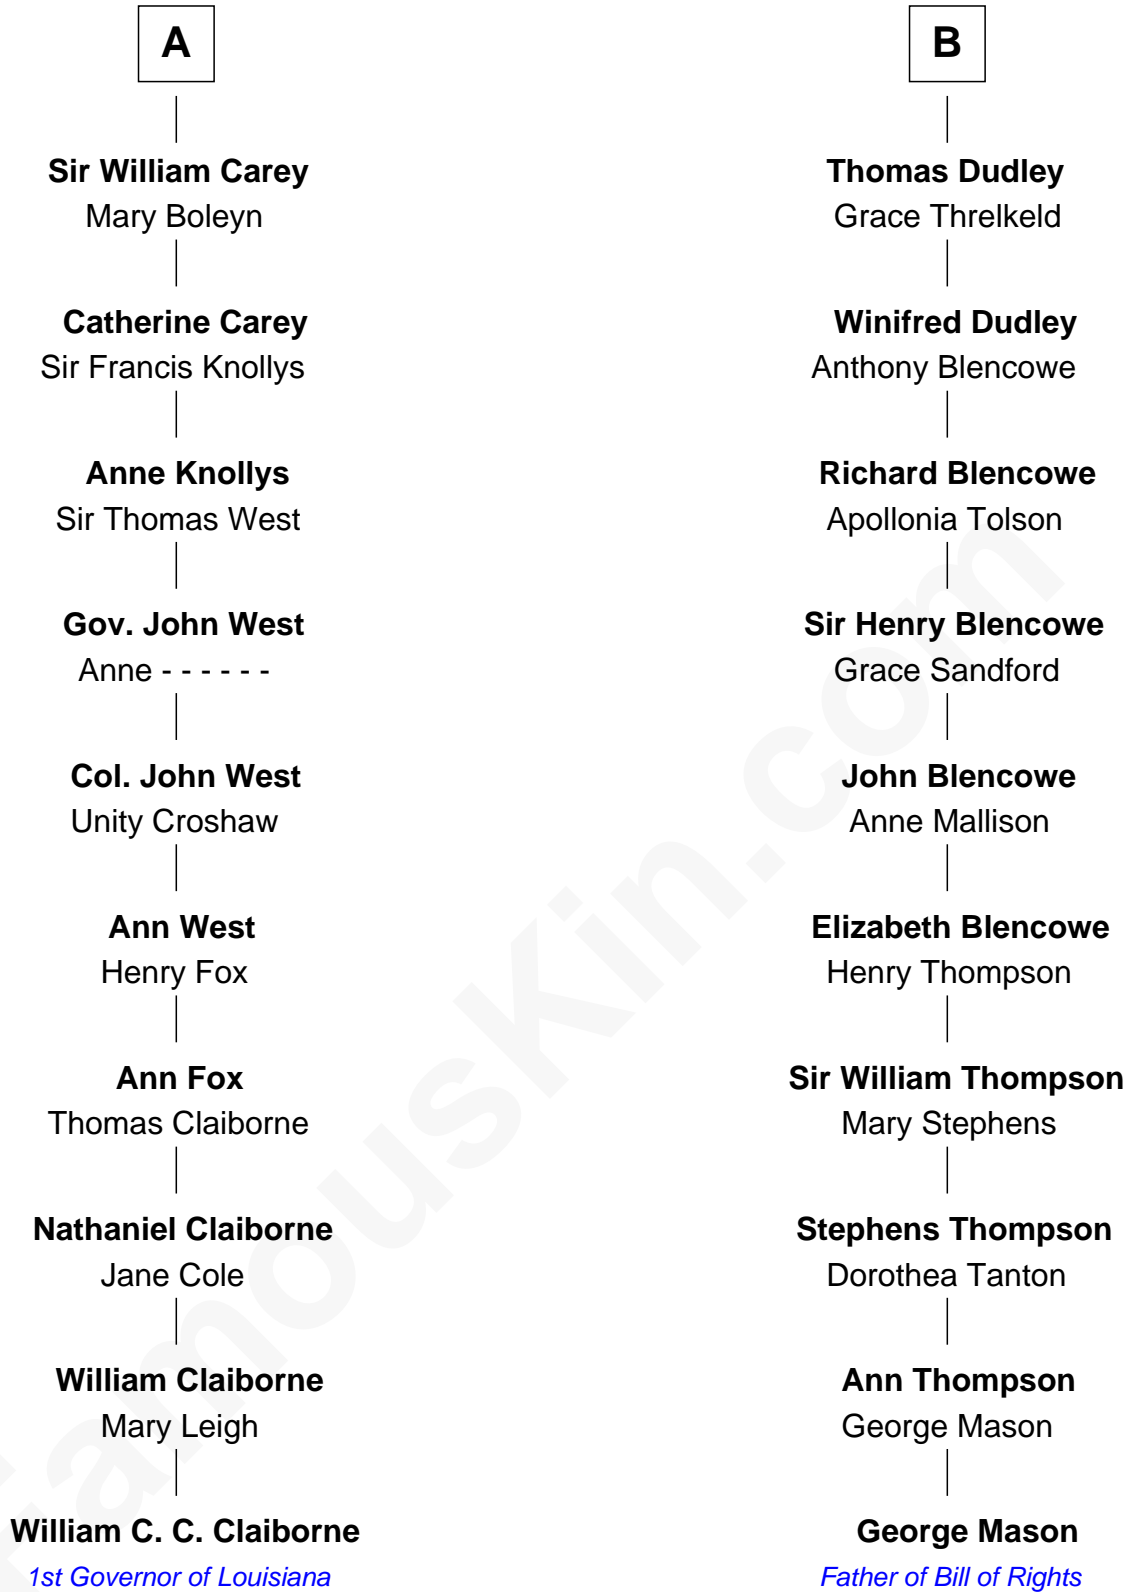 A
Sir William Carey
Mary Boleyn
Catherine Carey
Sir Francis Knollys
Anne Knollys
Sir Thomas West
Gov. John West
Anne - - - - - -
Col. John West
Unity Croshaw
Ann West
Henry Fox
Ann Fox
Thomas Claiborne
Nathaniel Claiborne
Jane Cole
William Claiborne
Mary Leigh
William C. C. Claiborne
1st Governor of Louisiana
B
Thomas Dudley
Grace Threlkeld
Winifred Dudley
Anthony Blencowe
Richard Blencowe
Apollonia Tolson
Sir Henry Blencowe
Grace Sandford
John Blencowe
Anne Mallison
Elizabeth Blencowe
Henry Thompson
Sir William Thompson
Mary Stephens
Stephens Thompson
Dorothea Tanton
Ann Thompson
George Mason
George Mason
Father of Bill of Rights
FamousKin.com